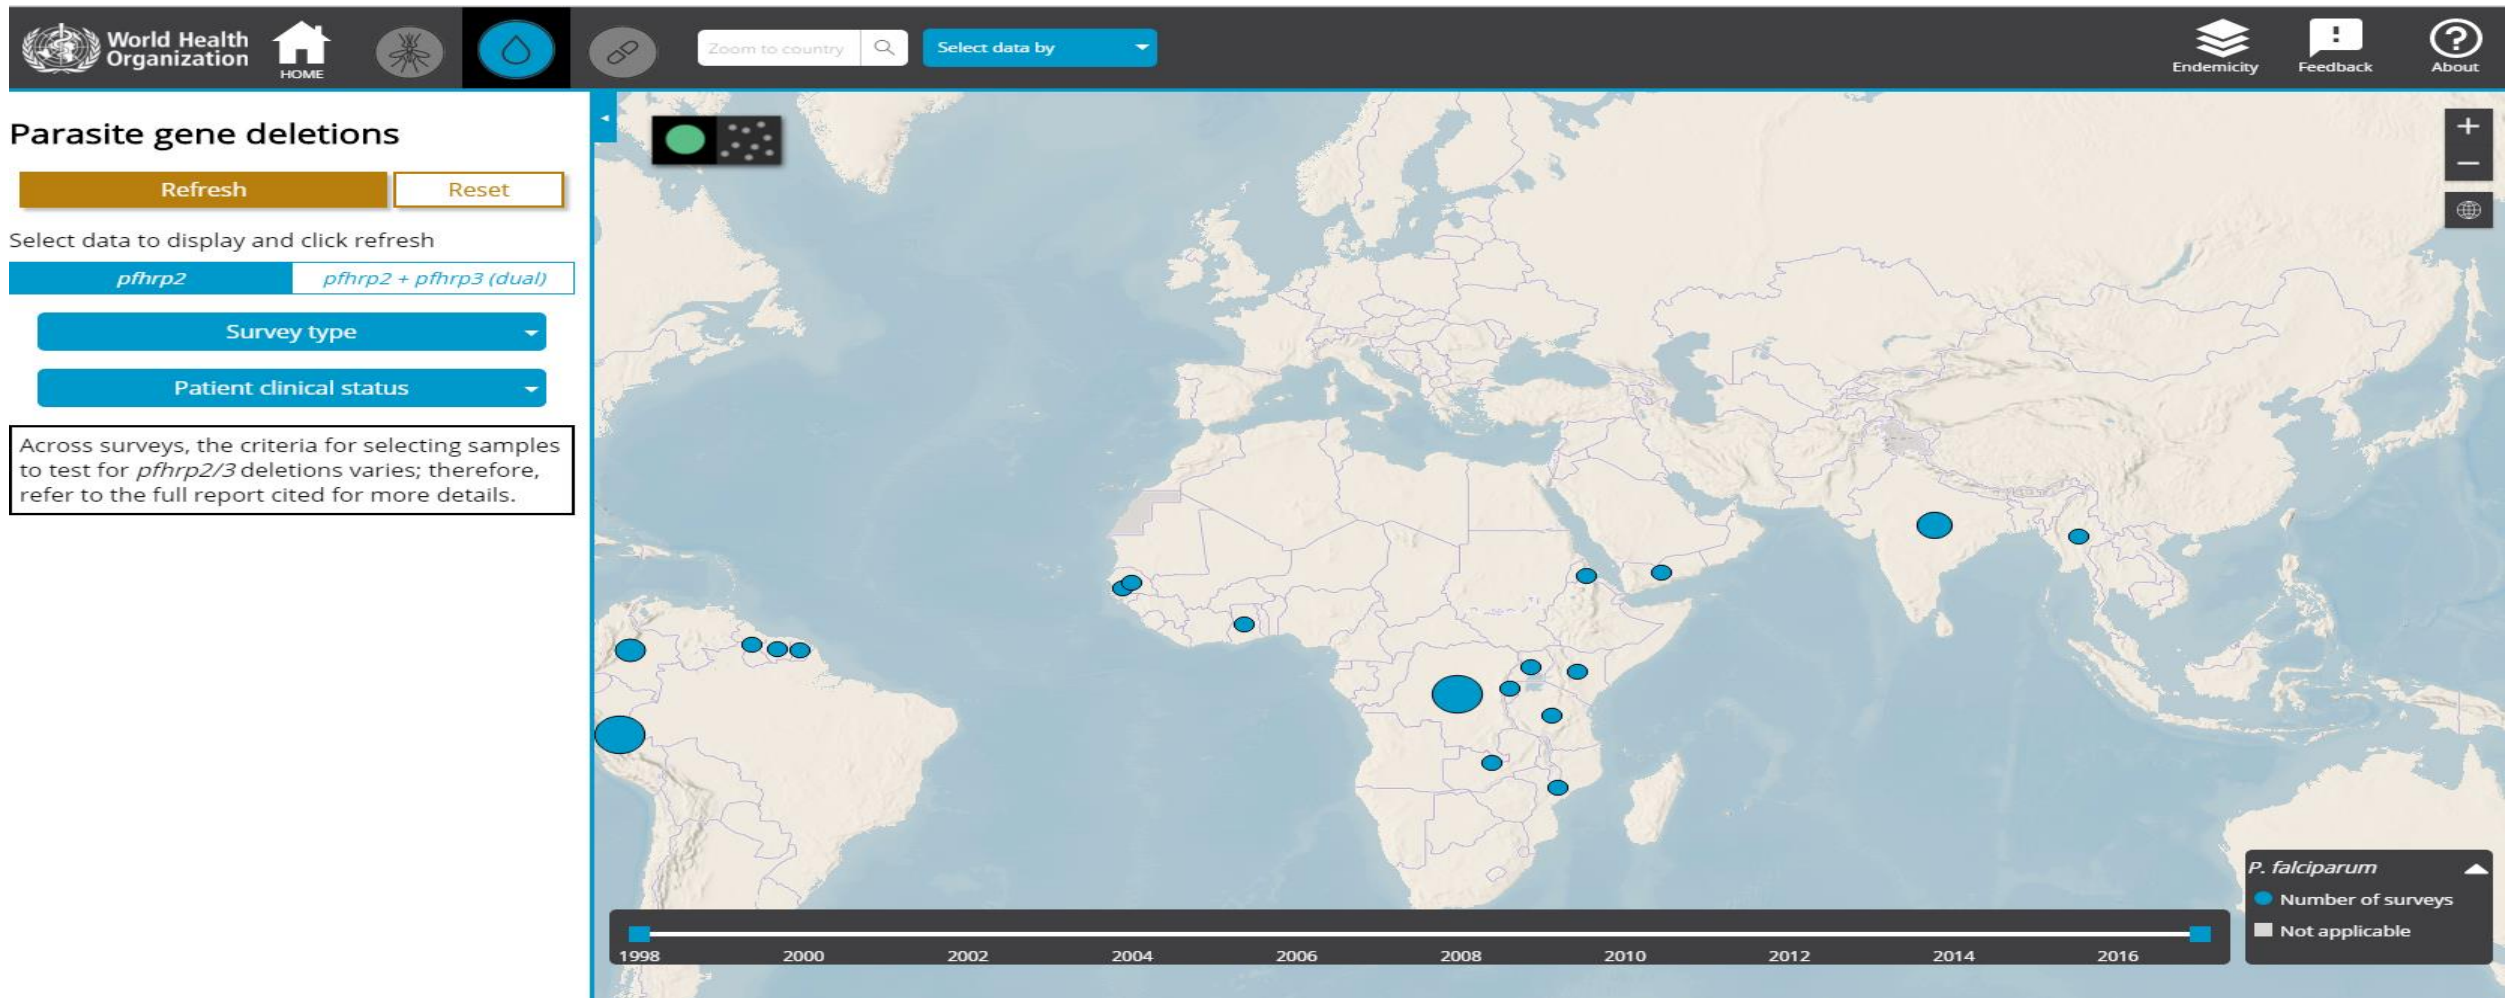 World Health
Organization
HOME
Zoom to country
Select data by
Endemicity
Feedback
About
Parasite gene deletions
Refresh
Reset
Select data to display and click refresh
pfhrp2
pfhrp2 + pfhrp3 (dual)
Survey type
Patient clinical status
Across surveys, the criteria for selecting samples
to test for pfhrp2/3 deletions varies; therefore,
refer to the full report cited for more details.
P. falciparum
Number of surveys
Not applicable
1998 2000 2002 2004 2006 2008 2010 2012 2014 2016